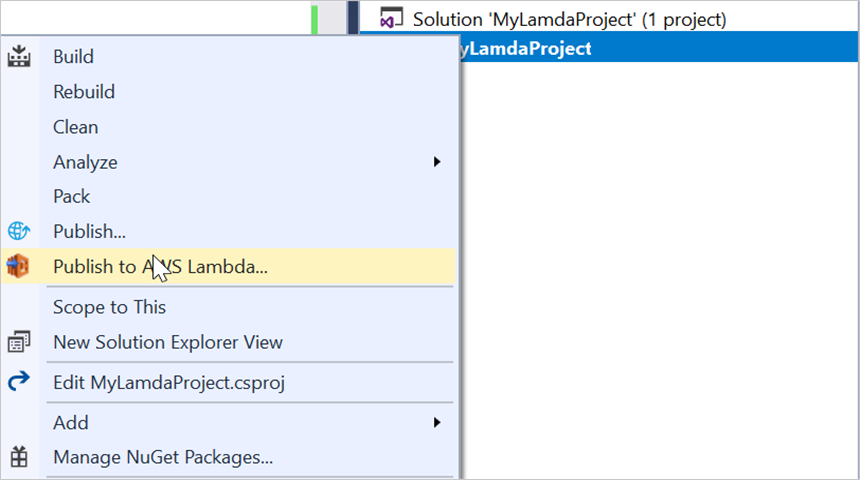 Solution 'MyLamdaProject' (1 project)
yLamdaProject
Build
Rebuild
Clean
Analyze
Pack
Publish...
Publish to AWS Lambda...
Scope to This
New Solution Explorer View
Edit MyLamdaProject.csproj
Add
Manage NuGet Packages...